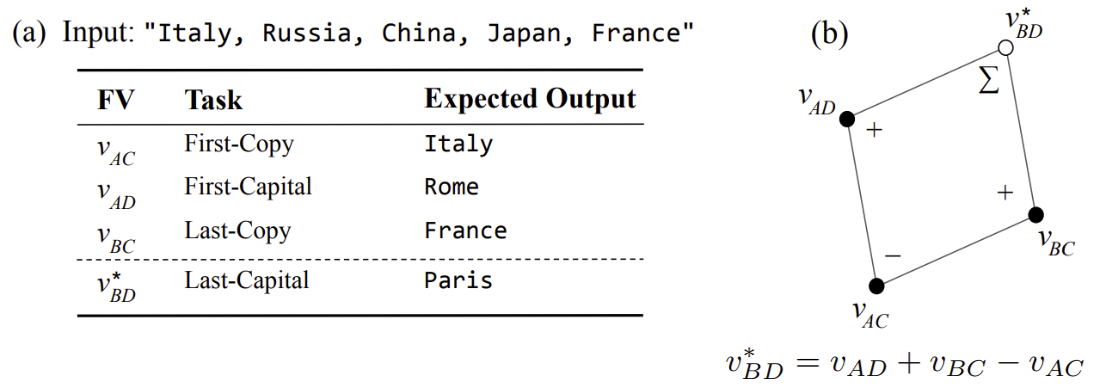 (a) Input: "Italy, Russia, China, Japan, France"
FV Task Expected Output
v_AC First-Copy Italy
v_AD First-Capital Rome
v_BC Last-Copy France
v*_BD Last-Capital Paris
(b)
v*_BD
Σ
v_AD
+
+
v_BC
−
v_AC
v*_BD = v_AD + v_BC − v_AC